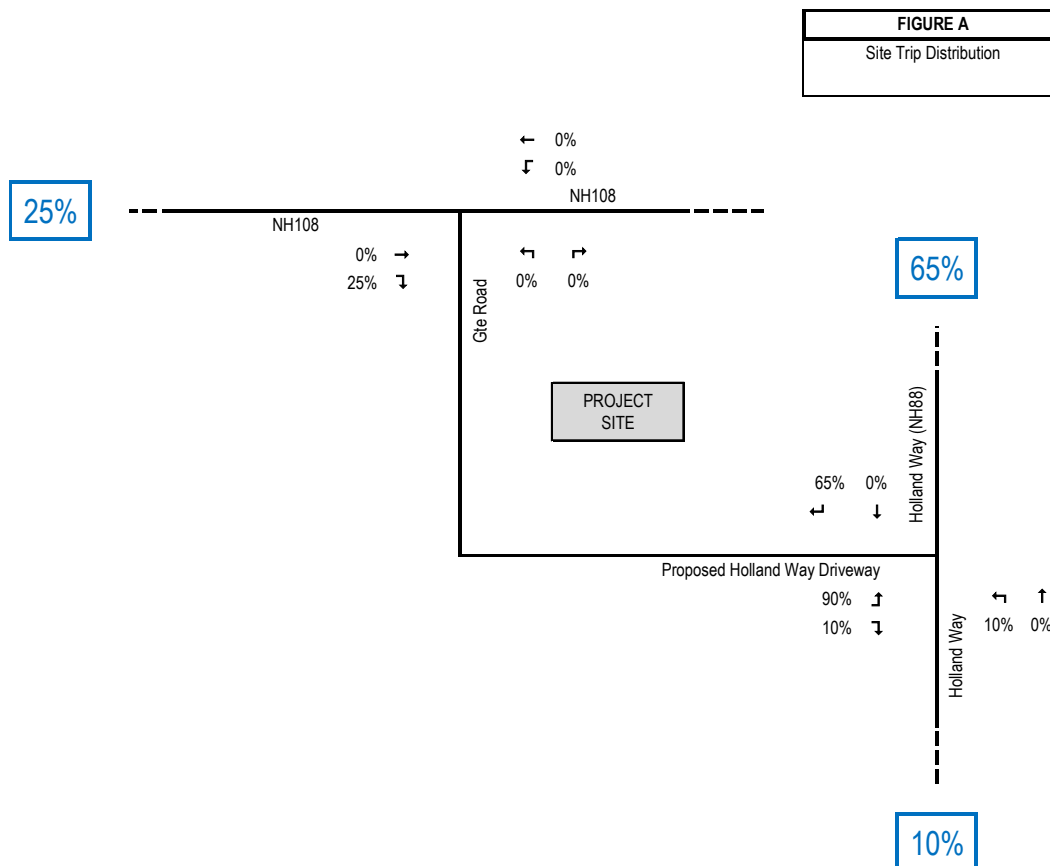 FIGURE A
Site Trip Distribution
← 0%
↰ 0%
NH108
25%
NH108
0% →
25% ↴
↰ ↱
0% 0%
Gte Road
65%
PROJECT
SITE
Holland Way (NH88)
65% 0%
↵ ↓
Proposed Holland Way Driveway
90% ⮥
10% ↴
↰ ↑
10% 0%
Holland Way
10%